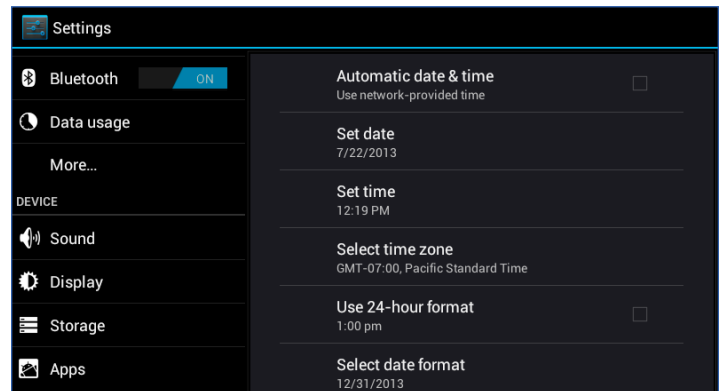 Settings
Bluetooth ON
Data usage
More...
DEVICE
Sound
Display
Storage
Apps
Automatic date & time
Use network-provided time
Set date
7/22/2013
Set time
12:19 PM
Select time zone
GMT-07:00, Pacific Standard Time
Use 24-hour format
1:00 pm
Select date format
12/31/2013